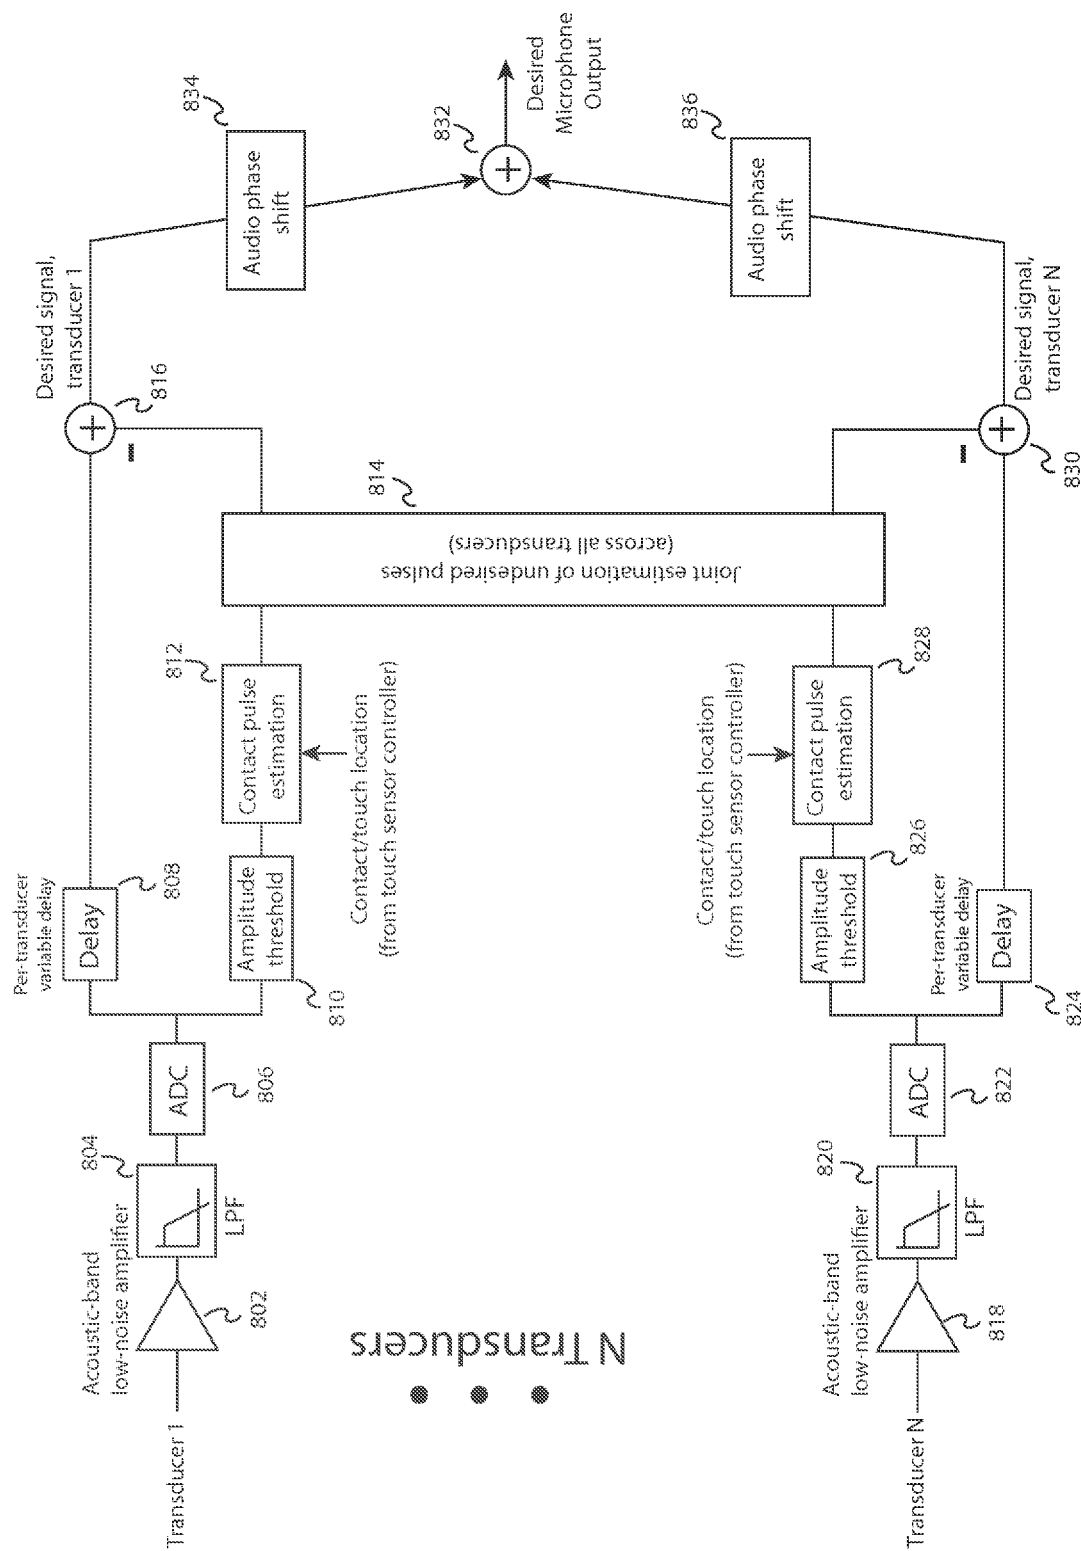 Transducer 1
Acoustic-band
low-noise amplifier
802
804
LPF
ADC
806
Per-transducer
variable delay
Delay
808
Amplitude
threshold
810
Contact pulse
estimation
812
Contact/touch location
(from touch sensor controller)
Joint estimation of undesired pulses
(across all transducers)
814
+
816
Desired signal,
transducer 1
Audio phase
shift
834
+
832
Desired
Microphone
Output
N Transducers
Transducer N
Acoustic-band
low-noise amplifier
818
820
LPF
ADC
822
Amplitude
threshold
826
Per-transducer
variable delay
Delay
824
Contact/touch location
(from touch sensor controller)
Contact pulse
estimation
828
+
830
Desired signal,
transducer N
Audio phase
shift
836